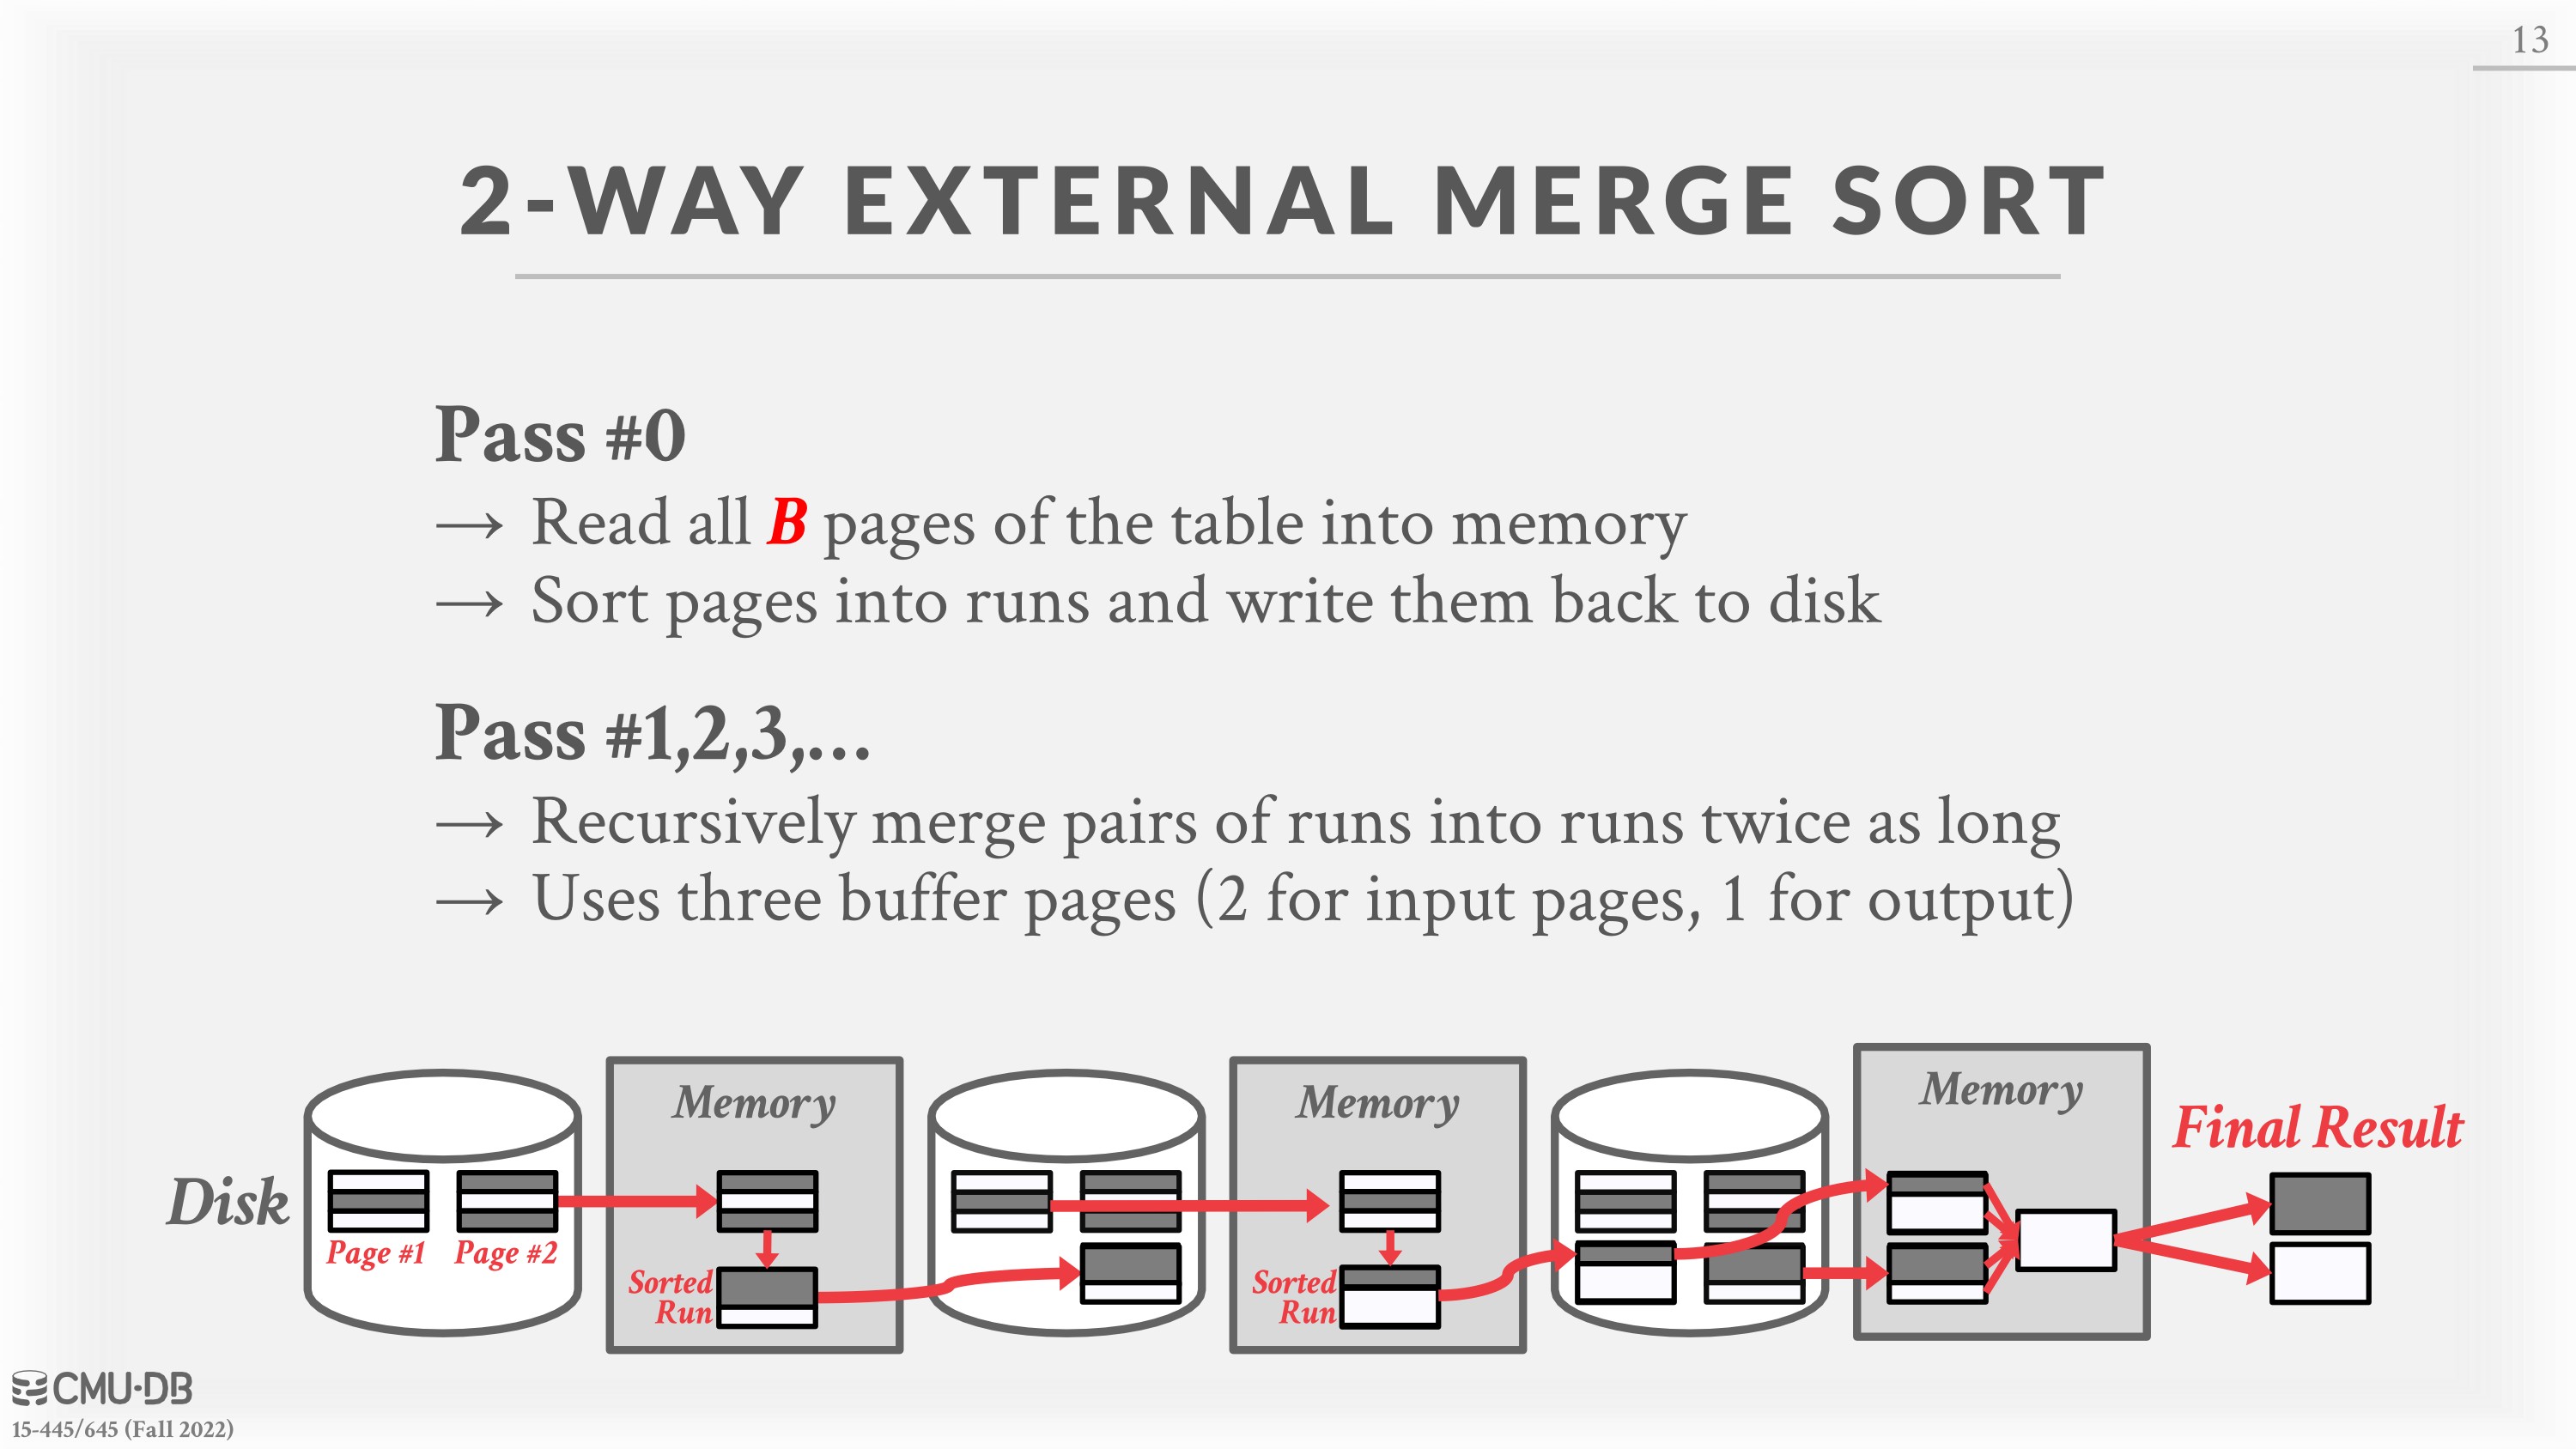 13
2-WAY EXTERNAL MERGE SORT
Pass #0
→ Read all B pages of the table into memory
→ Sort pages into runs and write them back to disk
Pass #1,2,3,…
→ Recursively merge pairs of runs into runs twice as long
→ Uses three buffer pages (2 for input pages, 1 for output)
Disk
Page #1
Page #2
Memory
Sorted
Run
Memory
Sorted
Run
Memory
Final Result
CMU·DB
15-445/645 (Fall 2022)